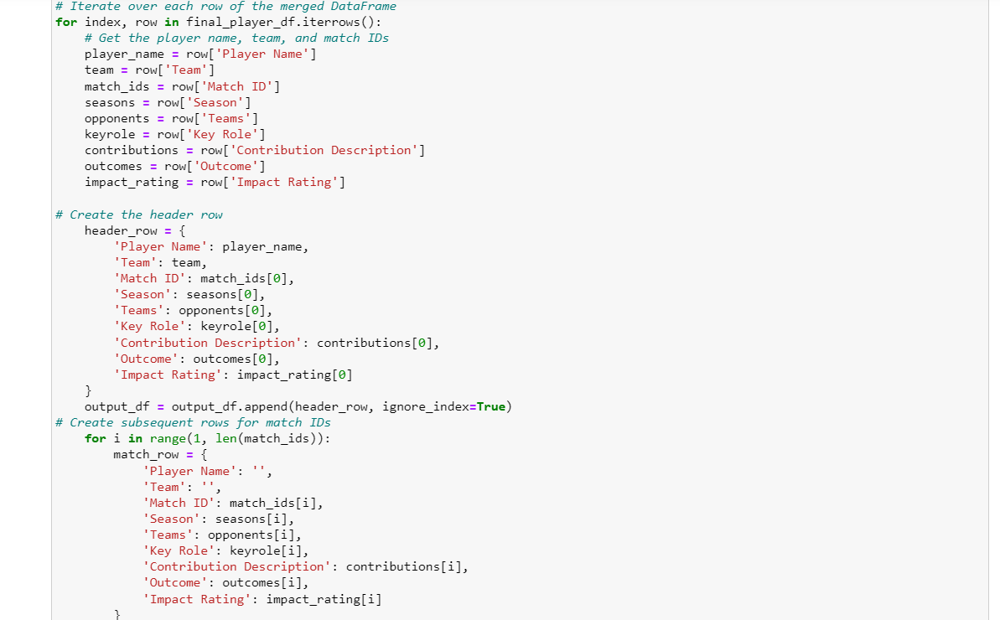 # Iterate over each row of the merged DataFrame
for index, row in final_player_df.iterrows():
    # Get the player name, team, and match IDs
    player_name = row['Player Name']
    team = row['Team']
    match_ids = row['Match ID']
    seasons = row['Season']
    opponents = row['Teams']
    keyrole = row['Key Role']
    contributions = row['Contribution Description']
    outcomes = row['Outcome']
    impact_rating = row['Impact Rating']

# Create the header row
    header_row = {
        'Player Name': player_name,
        'Team': team,
        'Match ID': match_ids[0],
        'Season': seasons[0],
        'Teams': opponents[0],
        'Key Role': keyrole[0],
        'Contribution Description': contributions[0],
        'Outcome': outcomes[0],
        'Impact Rating': impact_rating[0]
    }
    output_df = output_df.append(header_row, ignore_index=True)
# Create subsequent rows for match IDs
    for i in range(1, len(match_ids)):
        match_row = {
            'Player Name': '',
            'Team': '',
            'Match ID': match_ids[i],
            'Season': seasons[i],
            'Teams': opponents[i],
            'Key Role': keyrole[i],
            'Contribution Description': contributions[i],
            'Outcome': outcomes[i],
            'Impact Rating': impact_rating[i]
        }